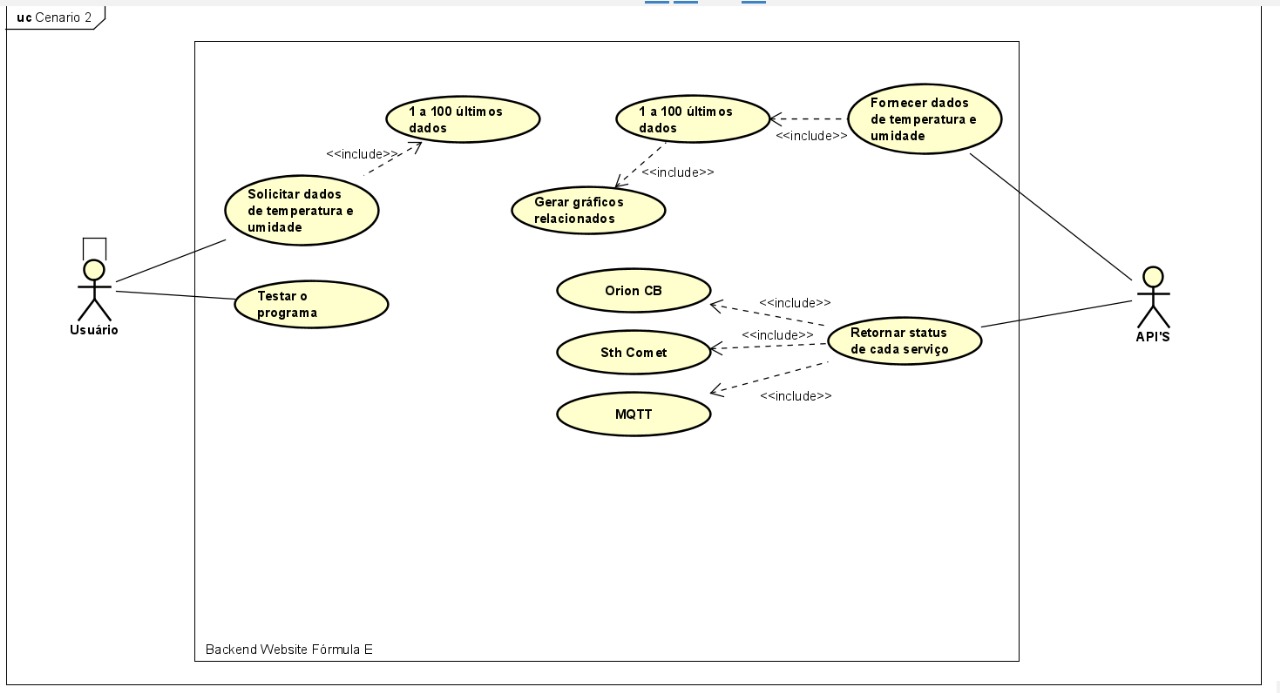 uc Cenario 2
1 a 100 últimos
dados
1 a 100 últimos
dados
Fornecer dados
de temperatura e
umidade
<<include>>
<<include>>
<<include>>
Solicitar dados
de temperatura e
umidade
Gerar gráficos
relacionados
Usuário
Testar o
programa
Orion CB
<<include>>
Sth Comet
<<include>>
Retornar status
de cada serviço
API'S
MQTT
<<include>>
Backend Website Fórmula E